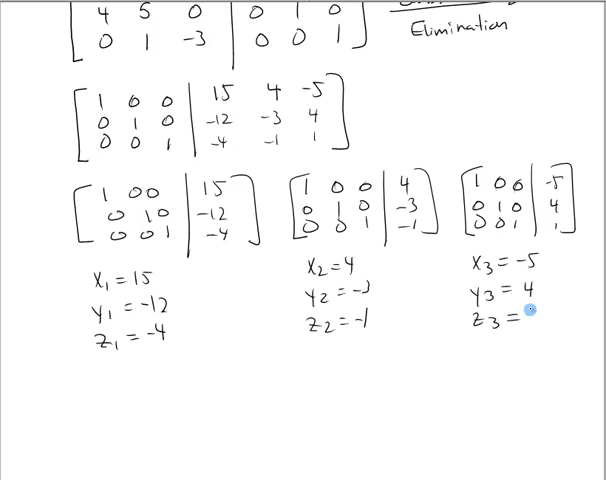 4 5 0 | 0 1 0
0 1 -3 | 0 0 1
Elimination
1 0 0 | 15 4 -5
0 1 0 | -12 -3 4
0 0 1 | -4 -1 1
1 0 0 | 15
0 1 0 | -12
0 0 1 | -4
1 0 0 | 4
0 1 0 | -3
0 0 1 | -1
1 0 0 | -5
0 1 0 | 4
0 0 1 | 1
x₁ = 15
y₁ = -12
z₁ = -4
x₂ = 4
y₂ = -3
z₂ = -1
x₃ = -5
y₃ = 4
z₃ =